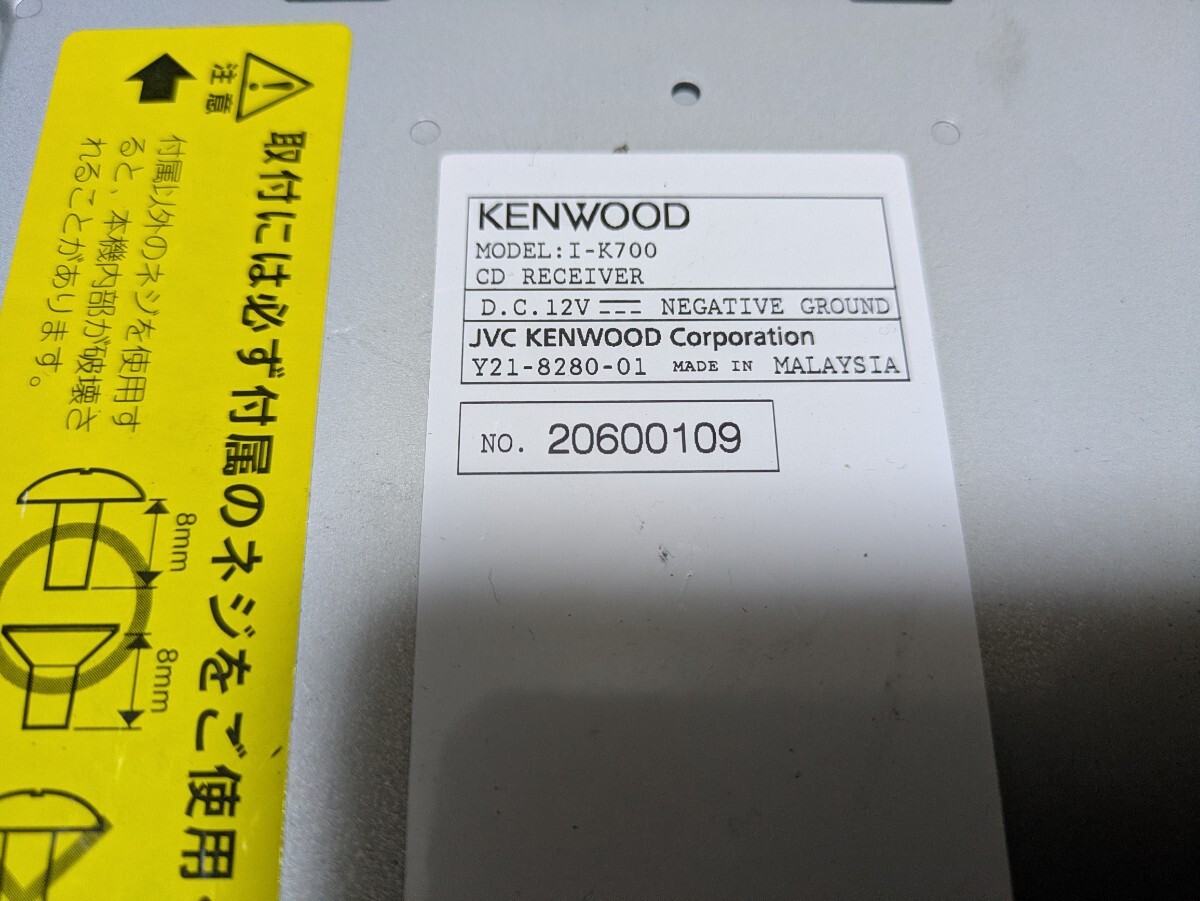 注意
取付には必ず付属のネジをご使用
付属以外のネジを使用す
ると、本機内部が破壊さ
れることがあります。
8mm
8mm
KENWOOD
MODEL:I-K700
CD RECEIVER
D.C.12V NEGATIVE GROUND
JVC KENWOOD Corporation
Y21-8280-01 MADE IN MALAYSIA
NO. 20600109